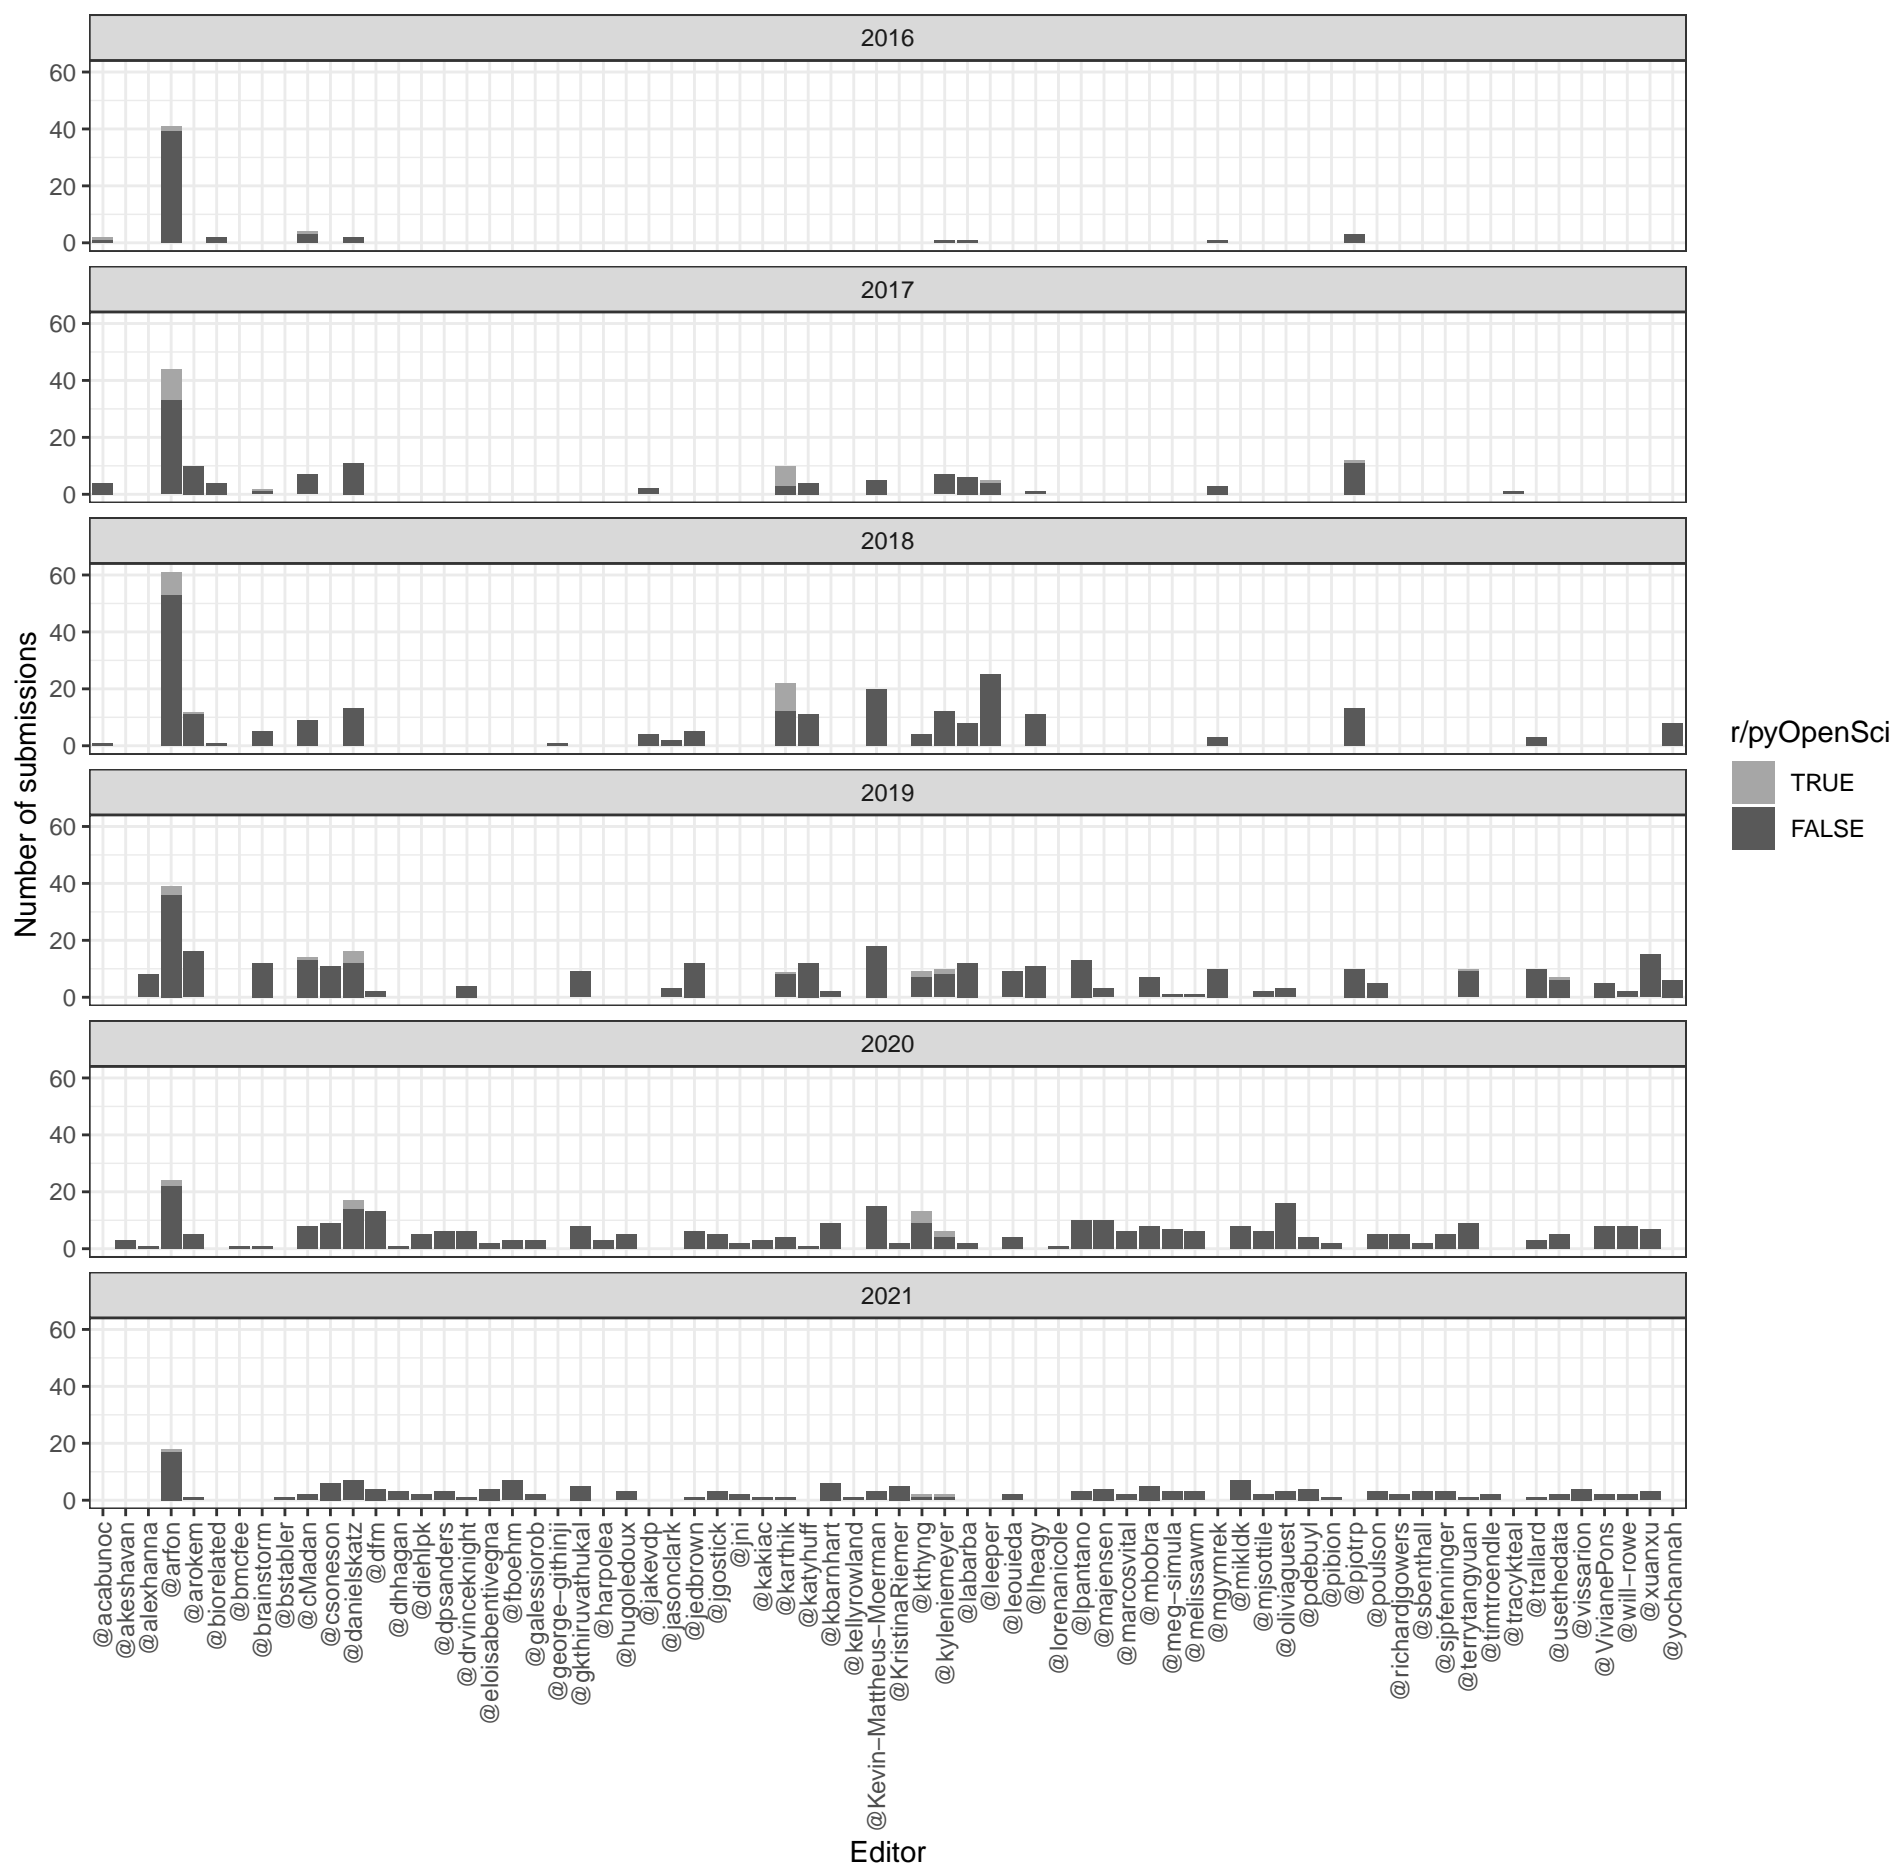 2016
60
40
20
0
2017
60
40
20
0
2018
60
40
20
0
2019
60
40
20
0
2020
60
40
20
0
2021
60
40
20
0
Number of submissions
@acabunoc
@akeshavan
@alexhanna
@arfon
@arokem
@biorelated
@bmcfee
@brainstorm
@bstabler
@cMadan
@csoneson
@danielskatz
@dfm
@dhhagan
@diehlpk
@dpsanders
@drvinceknight
@eloisabentivegna
@fboehm
@galessiorob
@george−githinji
@gkthiruvathukal
@harpolea
@hugoledoux
@jakevdp
@jasonclark
@jedbrown
@jgostick
@jni
@kakiac
@karthik
@katyhuff
@kbarnhart
@kellyrowland
@Kevin−Mattheus−Moerman
@KristinaRiemer
@kthyng
@kyleniemeyer
@labarba
@leeper
@leouieda
@lheagy
@lorenanicole
@lpantano
@majensen
@marcosvital
@mbobra
@meg−simula
@melissawm
@mgymrek
@mikldk
@mjsottile
@oliviaguest
@pdebuyl
@pibion
@pjotrp
@poulson
@richardjgowers
@sbenthall
@sjpfenninger
@terrytangyuan
@timtroendle
@tracykteal
@trallard
@usethedata
@vissarion
@VivianePons
@will−rowe
@xuanxu
@yochannah
Editor
r/pyOpenSci
TRUE
FALSE